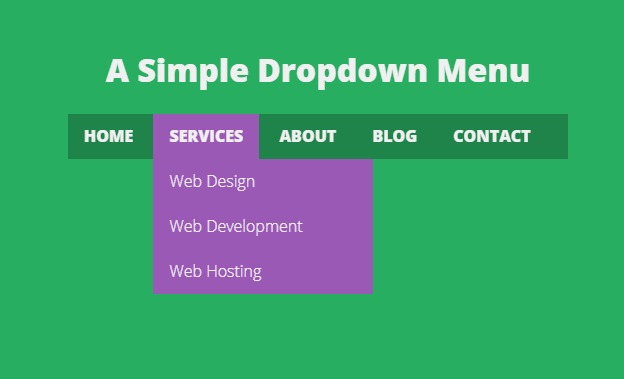 A Simple Dropdown Menu
HOME SERVICES ABOUT BLOG CONTACT
Web Design
Web Development
Web Hosting